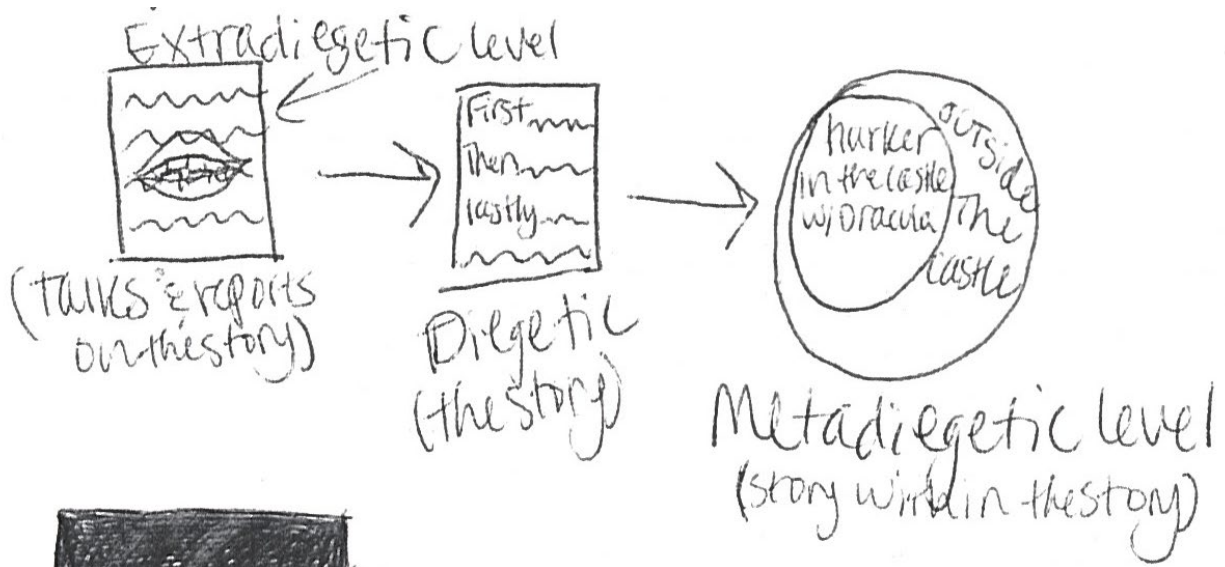 Extradiegetic level
(talks & reports
on the story)
First
Then
lastly
Diegetic
(the story)
harker
in the castle
w/Dracula
outside
The
castle
Metadiegetic level
(story within the story)